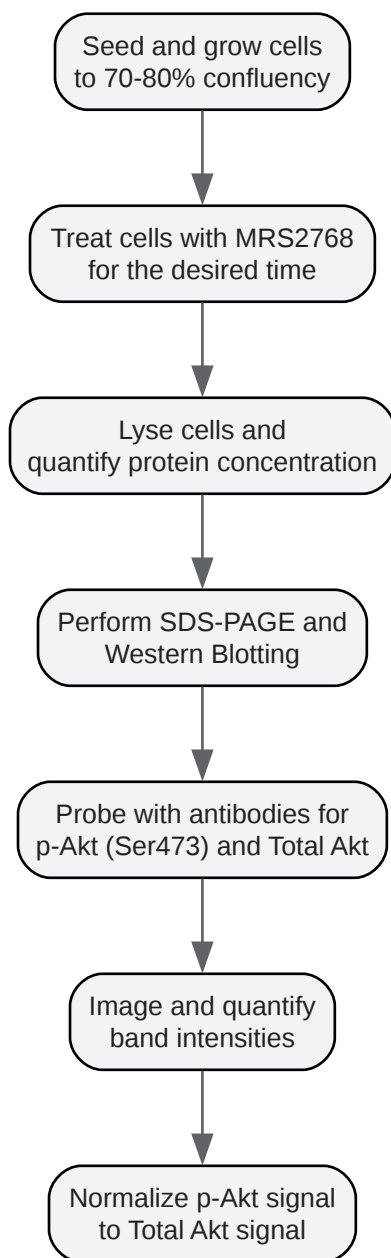 Seed and grow cells
to 70-80% confluency
Treat cells with MRS2768
for the desired time
Lyse cells and
quantify protein concentration
Perform SDS-PAGE and
Western Blotting
Probe with antibodies for
p-Akt (Ser473) and Total Akt
Image and quantify
band intensities
Normalize p-Akt signal
to Total Akt signal